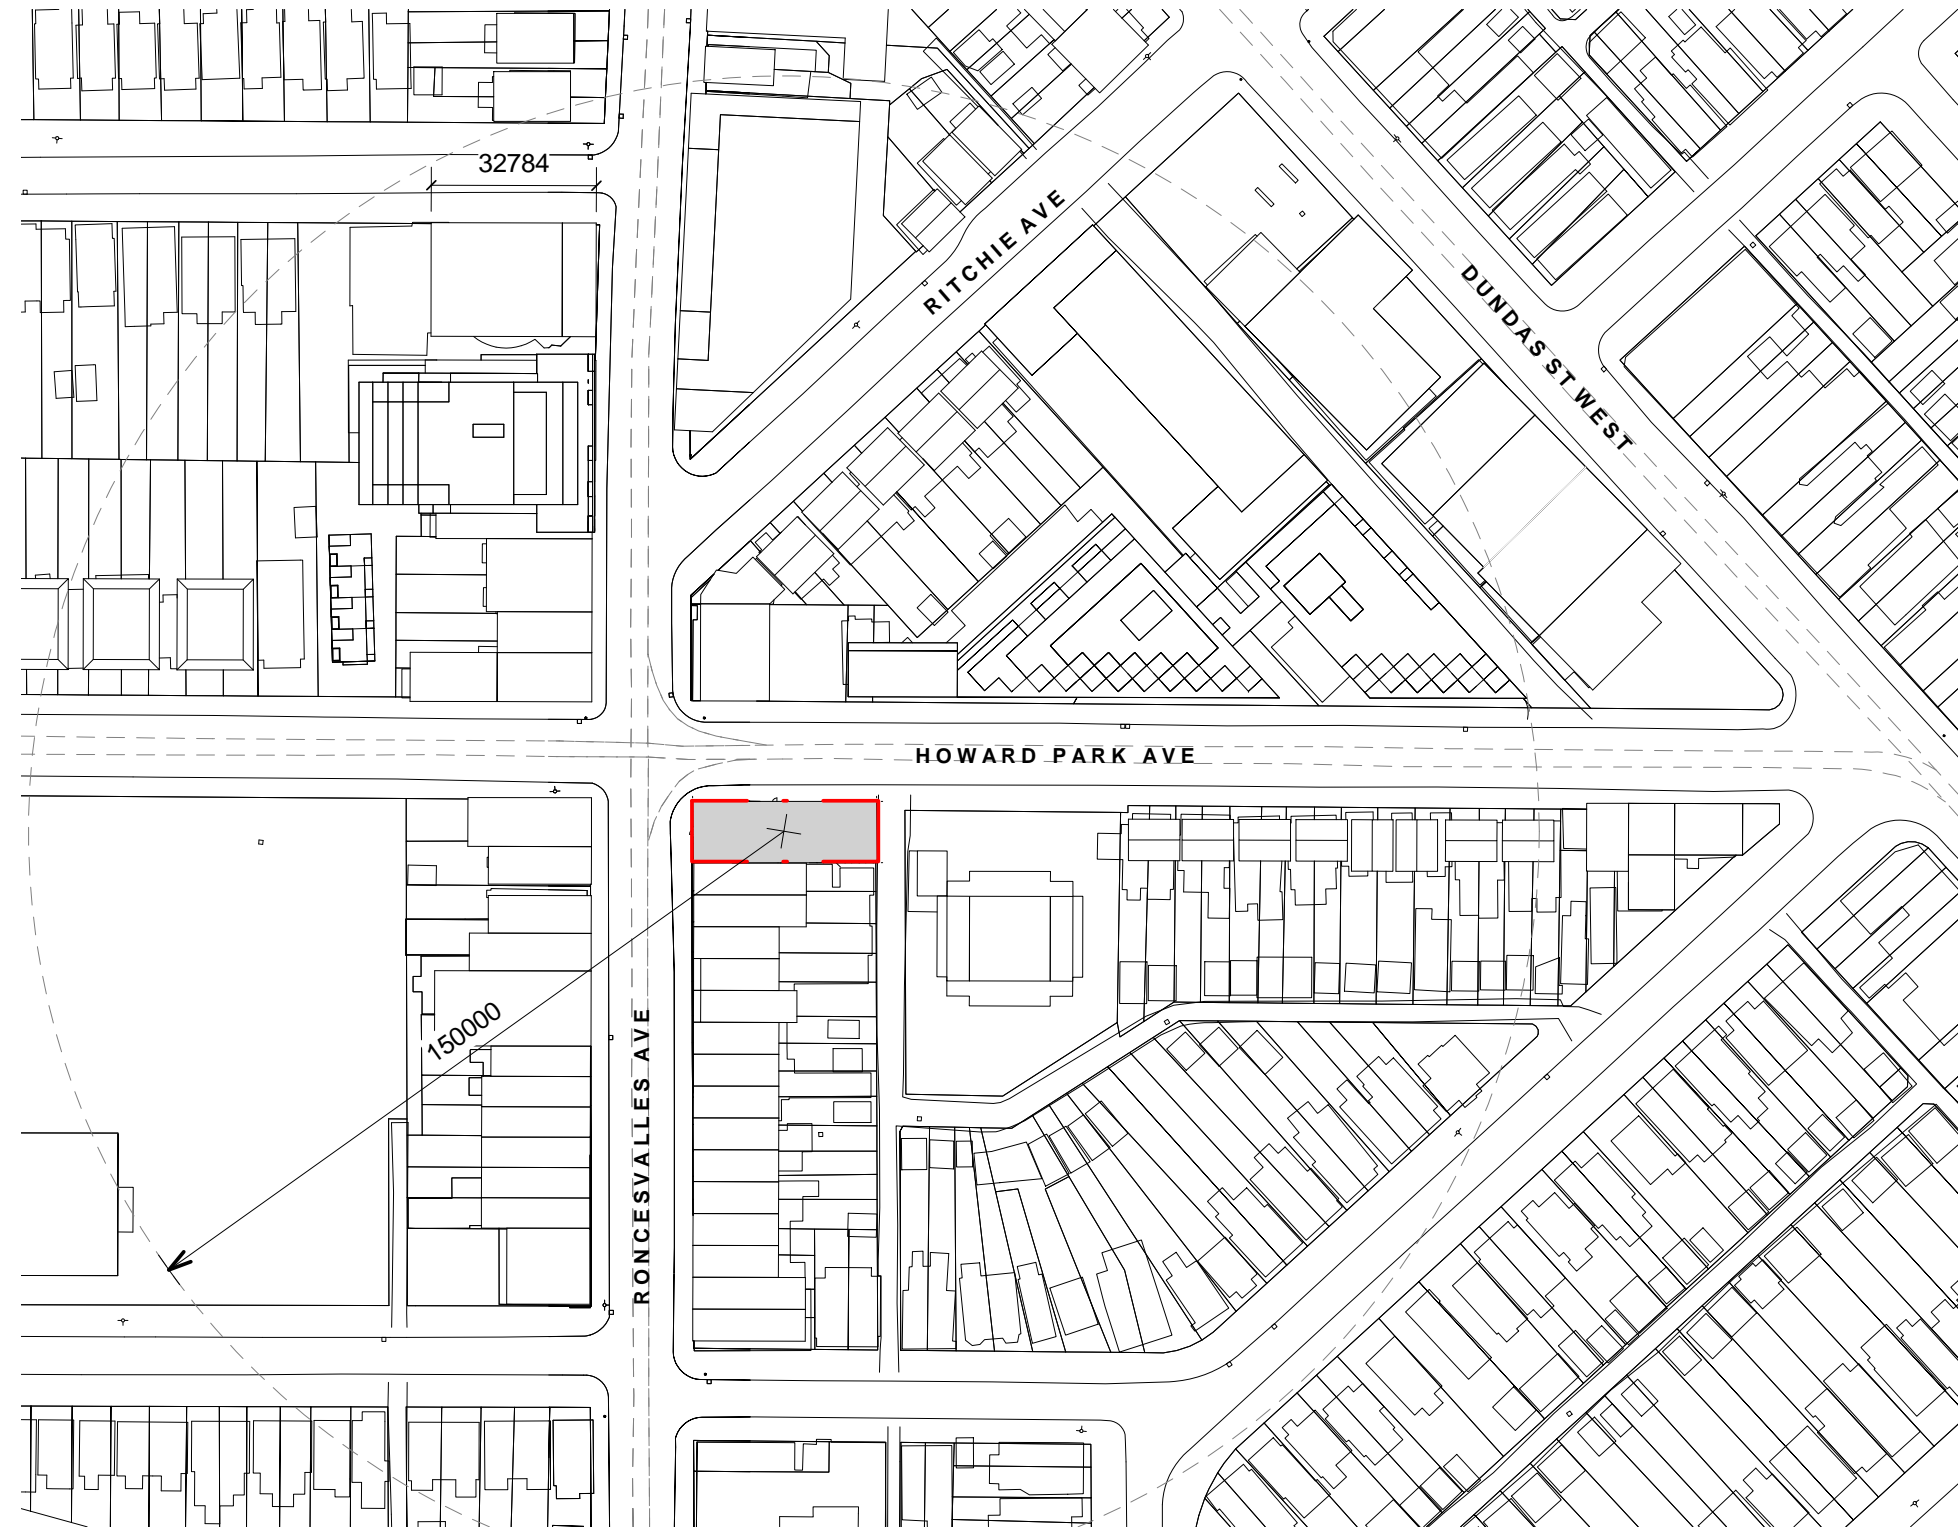 32784
RITCHIE AVE
DUNDAS ST WEST
HOWARD PARK AVE
150000
RONCESVALLES AVE